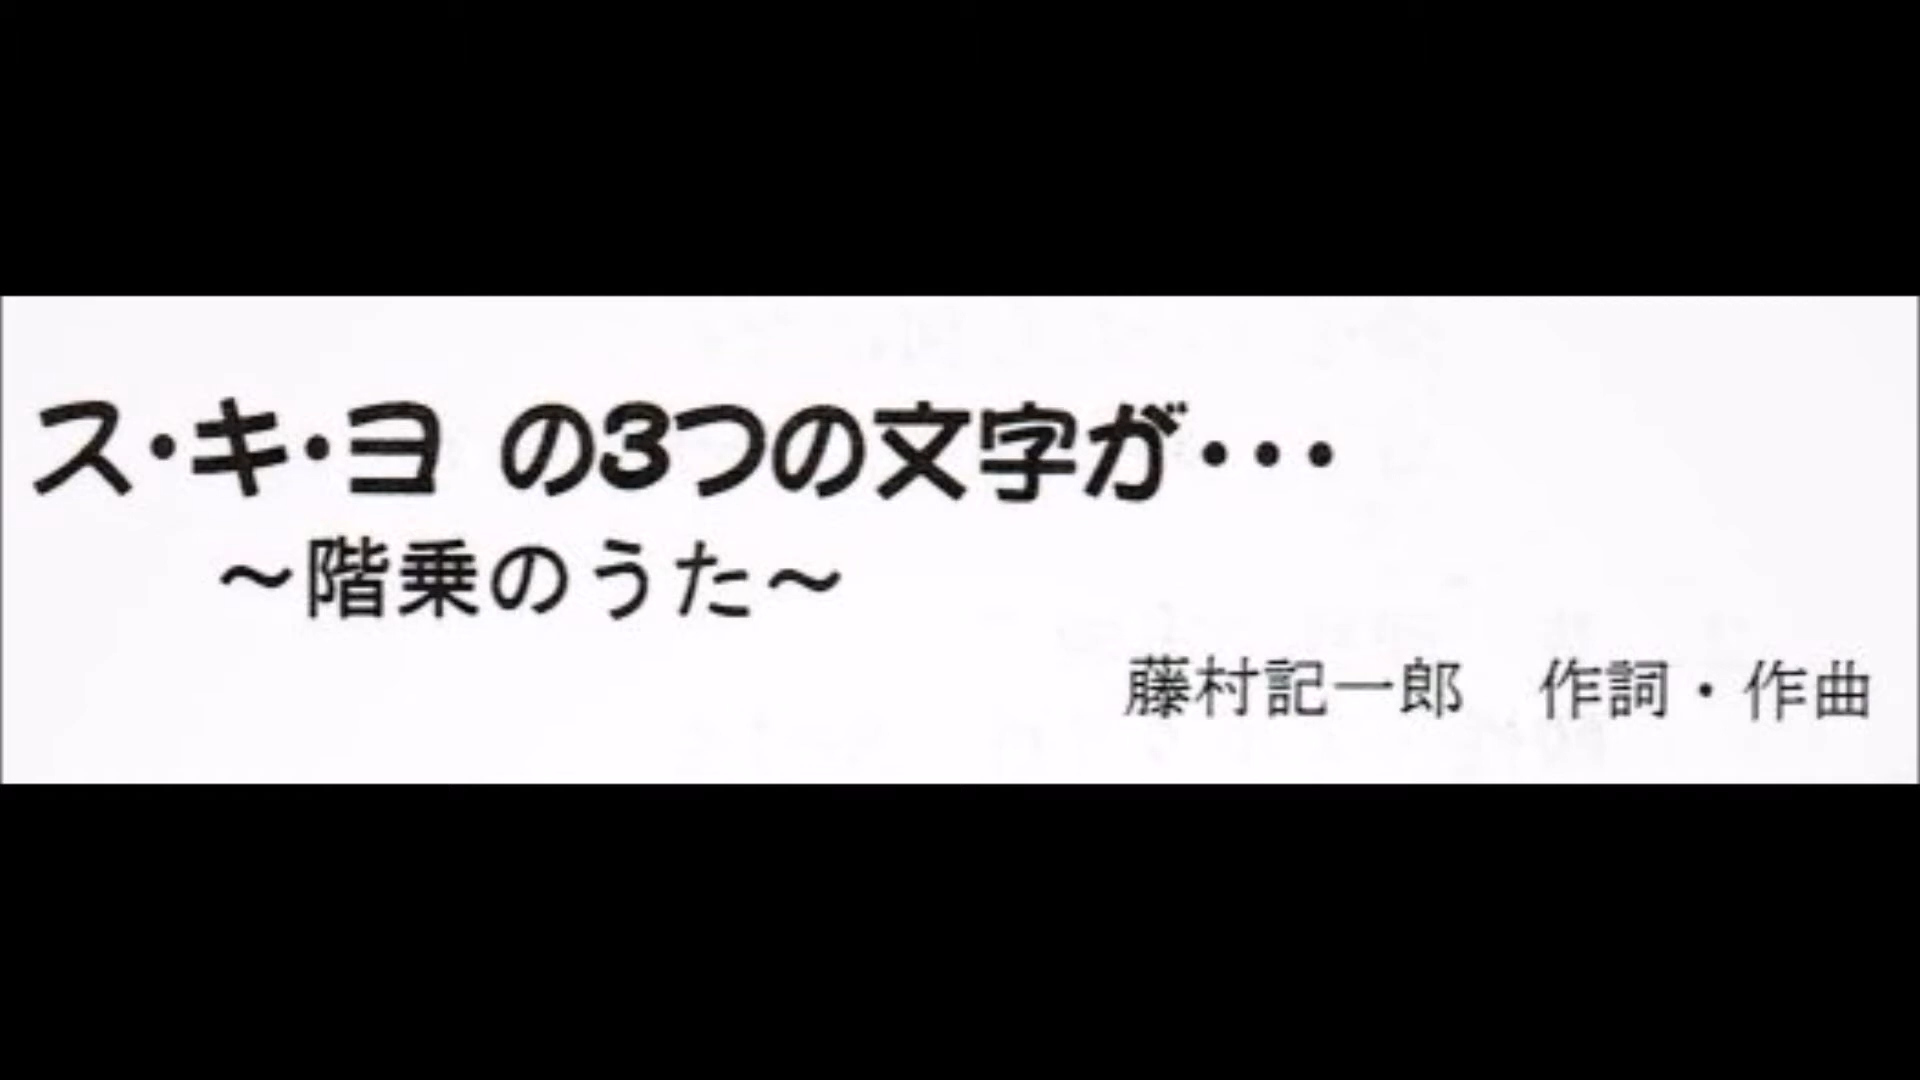 ス・キ・ヨ の3つの文字が・・・
～階乗のうた～
藤村記一郎　作詞・作曲